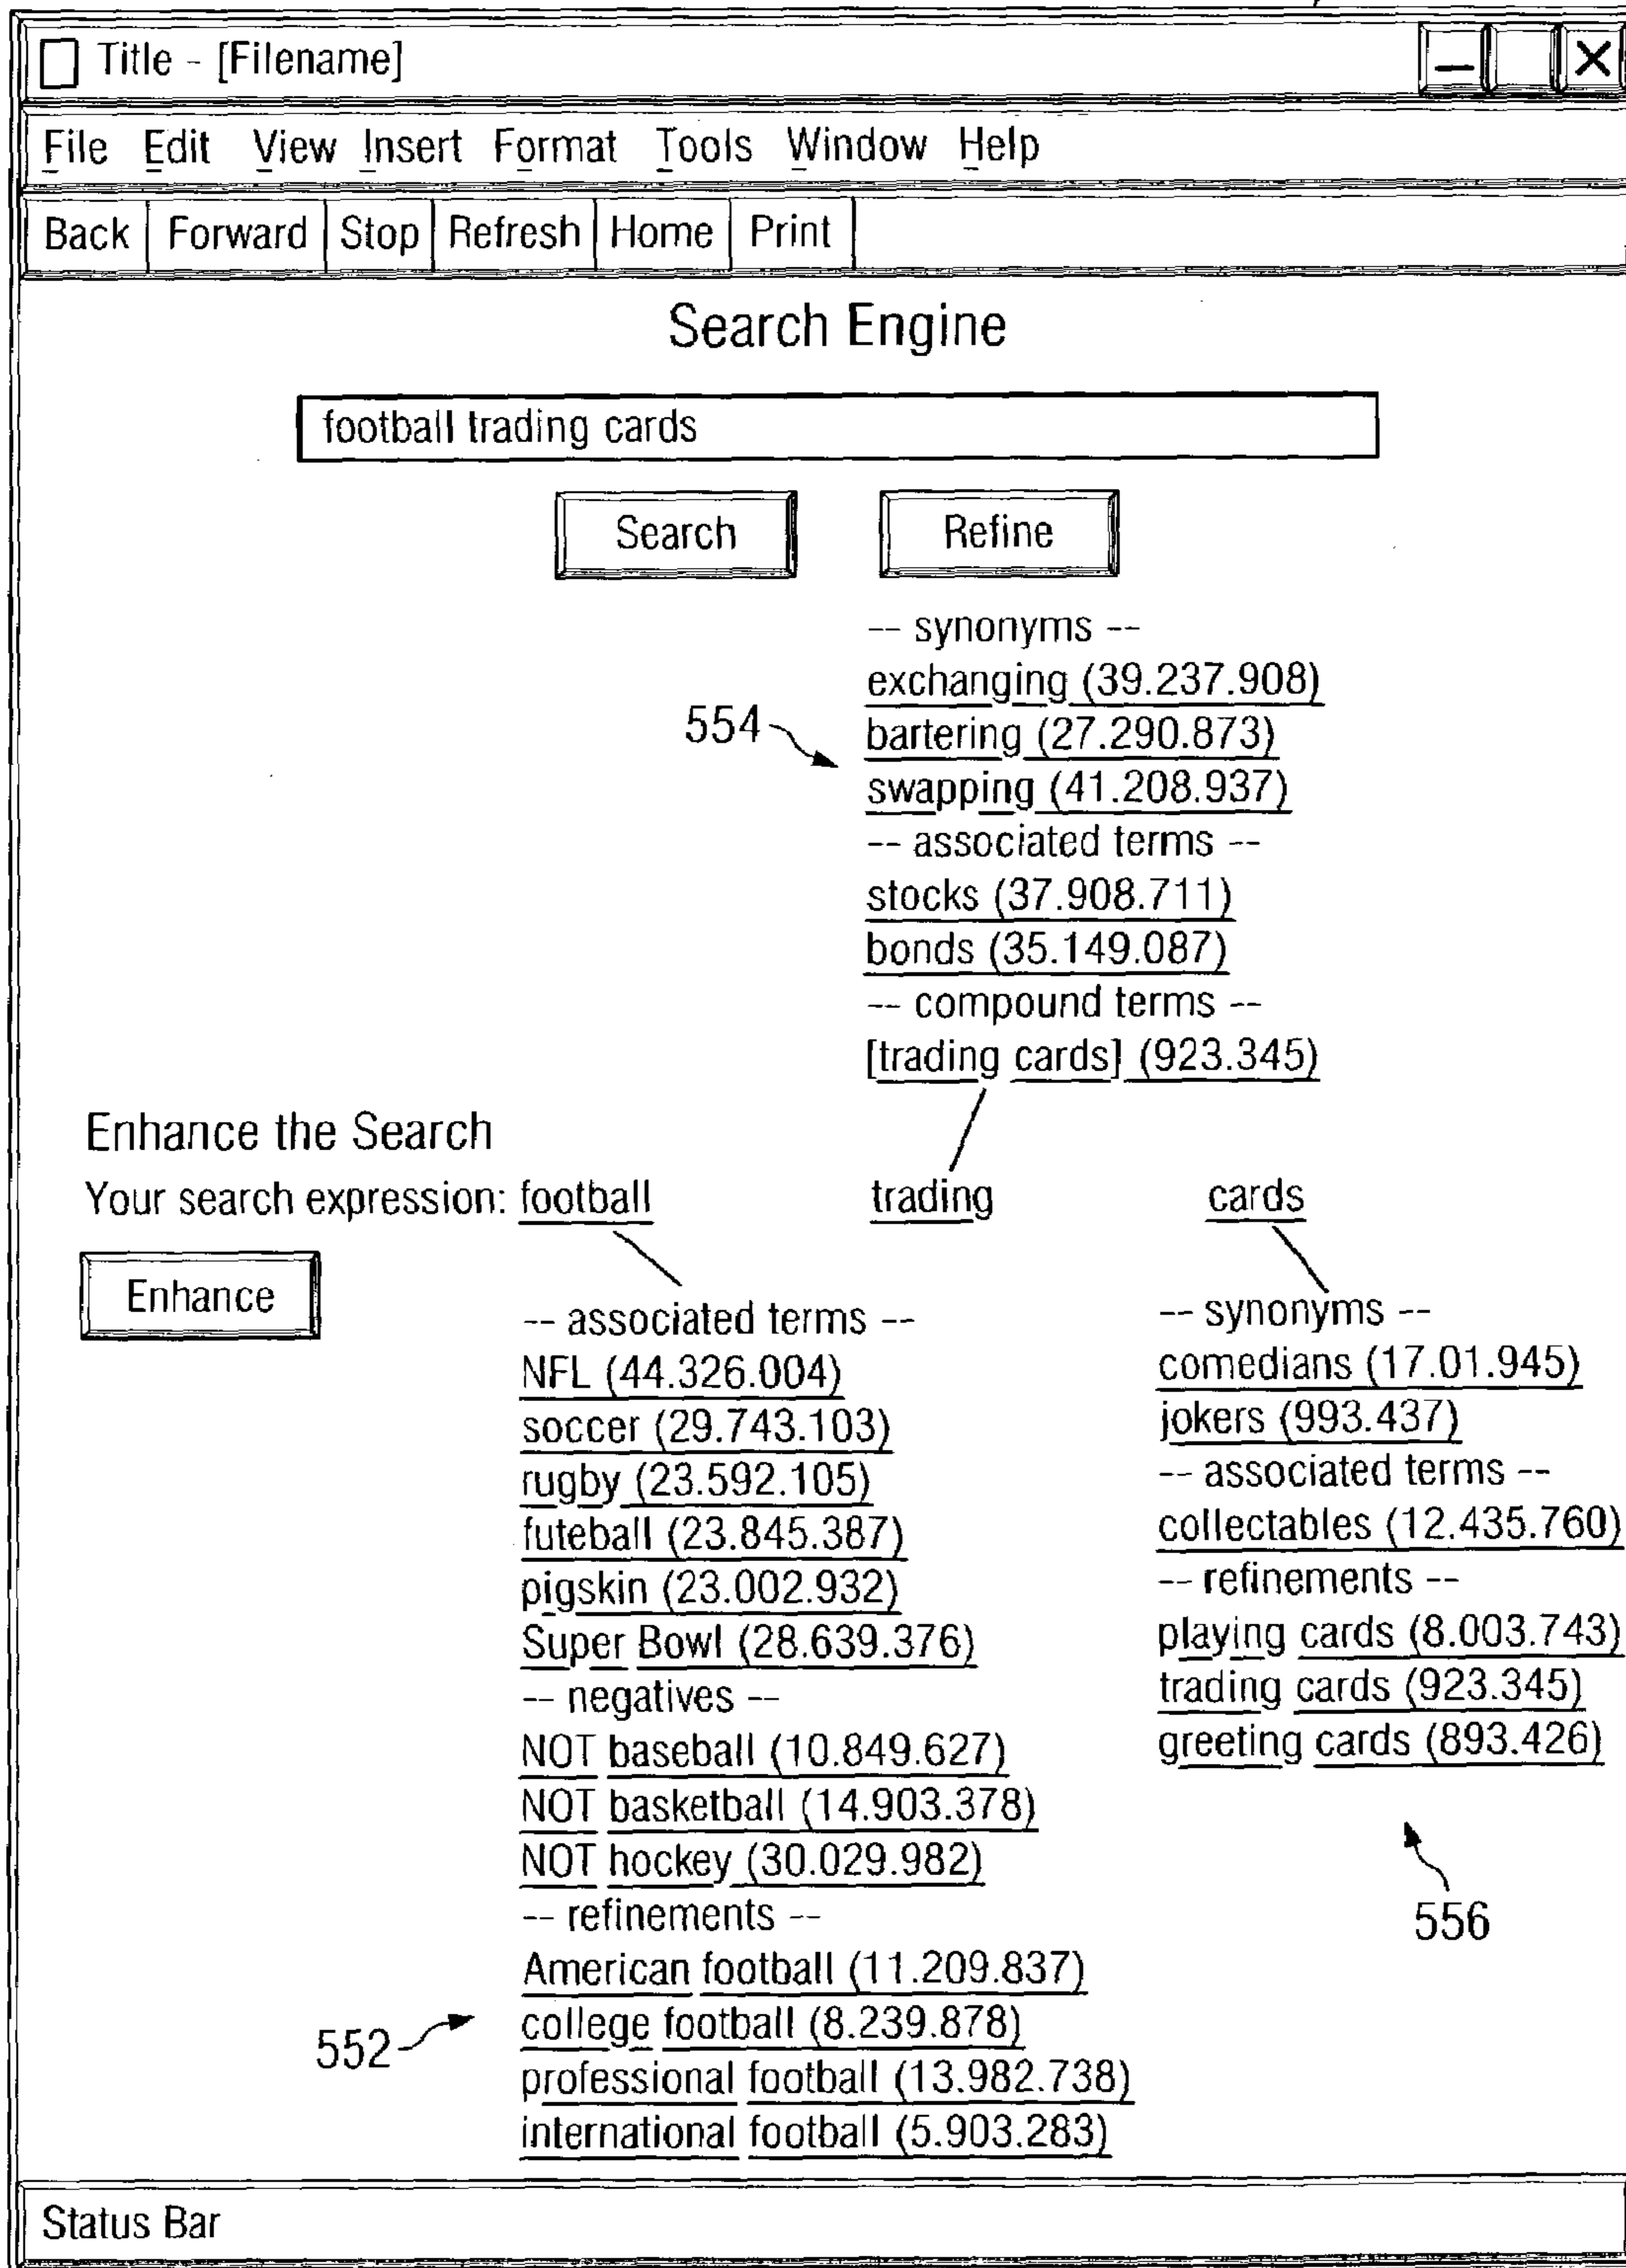 Title - [Filename]
File Edit View Insert Format Tools Window Help
Back Forward Stop Refresh Home Print
Search Engine
football trading cards
Search Refine
-- synonyms --
exchanging (39.237.908)
554
bartering (27.290.873)
swapping (41.208.937)
-- associated terms --
stocks (37.908.711)
bonds (35.149.087)
-- compound terms --
[trading cards] (923.345)
Enhance the Search
Your search expression: football trading cards
Enhance
-- associated terms --
NFL (44.326.004)
soccer (29.743.103)
rugby (23.592.105)
futeball (23.845.387)
pigskin (23.002.932)
Super Bowl (28.639.376)
-- negatives --
NOT baseball (10.849.627)
NOT basketball (14.903.378)
NOT hockey (30.029.982)
-- refinements --
American football (11.209.837)
552
college football (8.239.878)
professional football (13.982.738)
international football (5.903.283)
-- synonyms --
comedians (17.01.945)
jokers (993.437)
-- associated terms --
collectables (12.435.760)
-- refinements --
playing cards (8.003.743)
trading cards (923.345)
greeting cards (893.426)
556
Status Bar